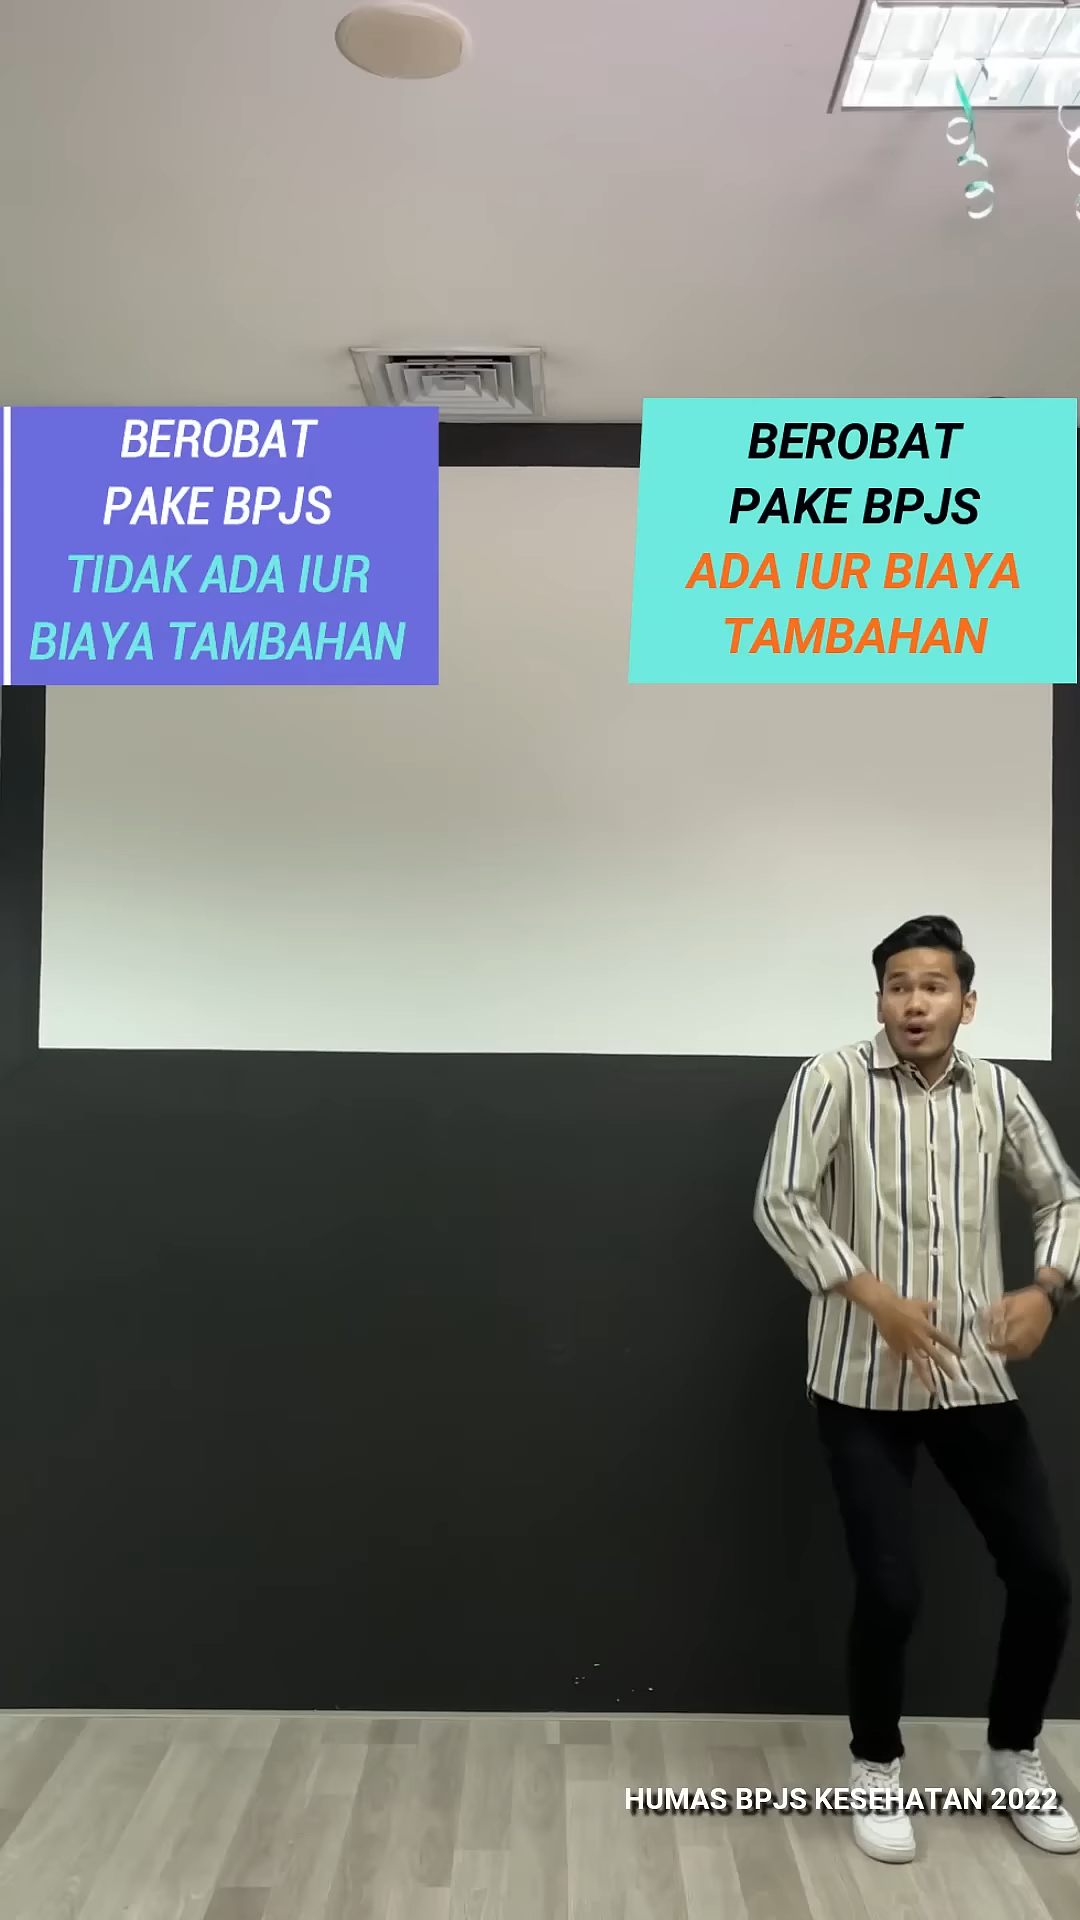 BEROBAT
PAKE BPJS
TIDAK ADA IUR
BIAYA TAMBAHAN
BEROBAT
PAKE BPJS
ADA IUR BIAYA
TAMBAHAN
HUMAS BPJS KESEHATAN 2022